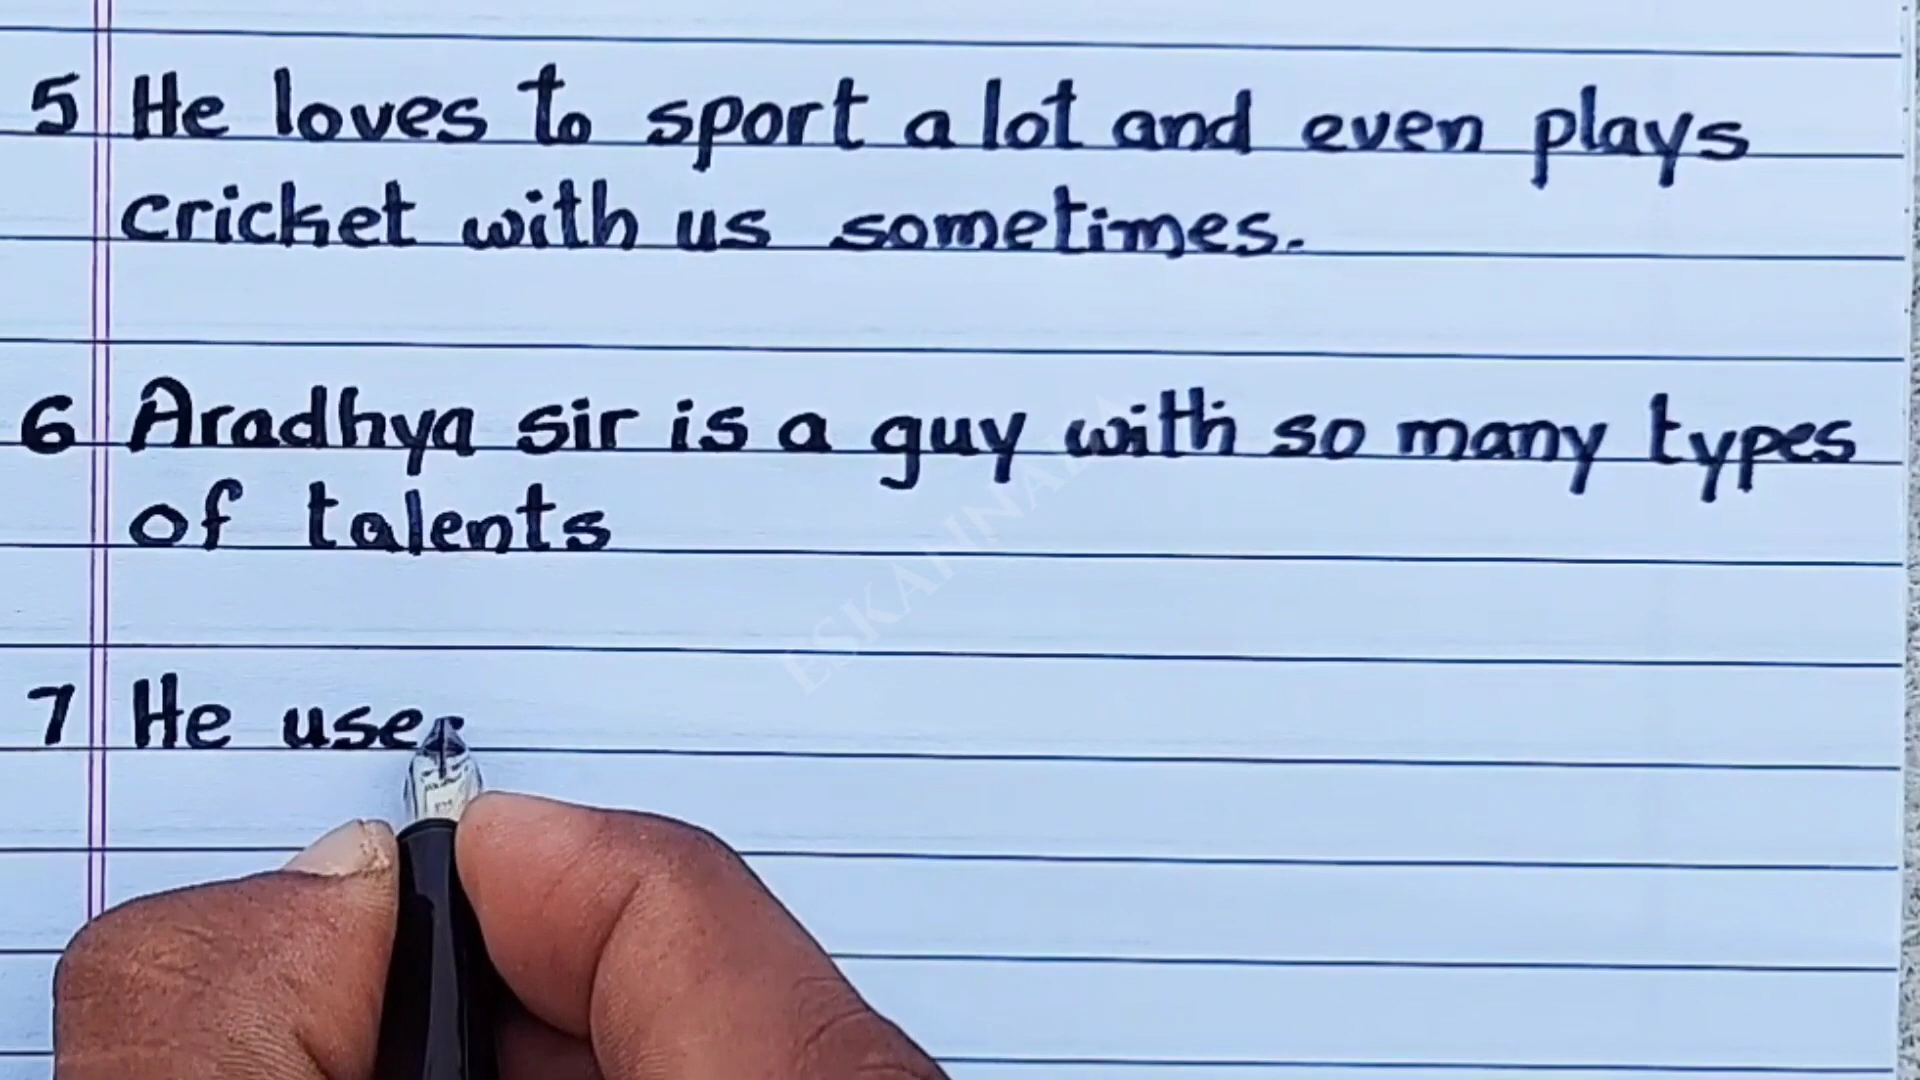 5 He loves to sport a lot and even plays
cricket with us sometimes.
6 Aradhya sir is a guy with so many types
of talents
7 He uses